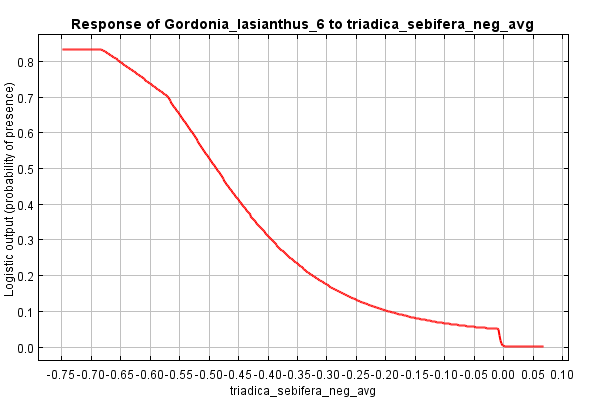 Response of Gordonia_lasianthus_6 to triadica_sebifera_neg_avg
Logistic output (probability of presence)
0.8
0.7
0.6
0.5
0.4
0.3
0.2
0.1
0.0
-0.75 -0.70 -0.65 -0.60 -0.55 -0.50 -0.45 -0.40 -0.35 -0.30 -0.25 -0.20 -0.15 -0.10 -0.05 0.00 0.05 0.10
triadica_sebifera_neg_avg